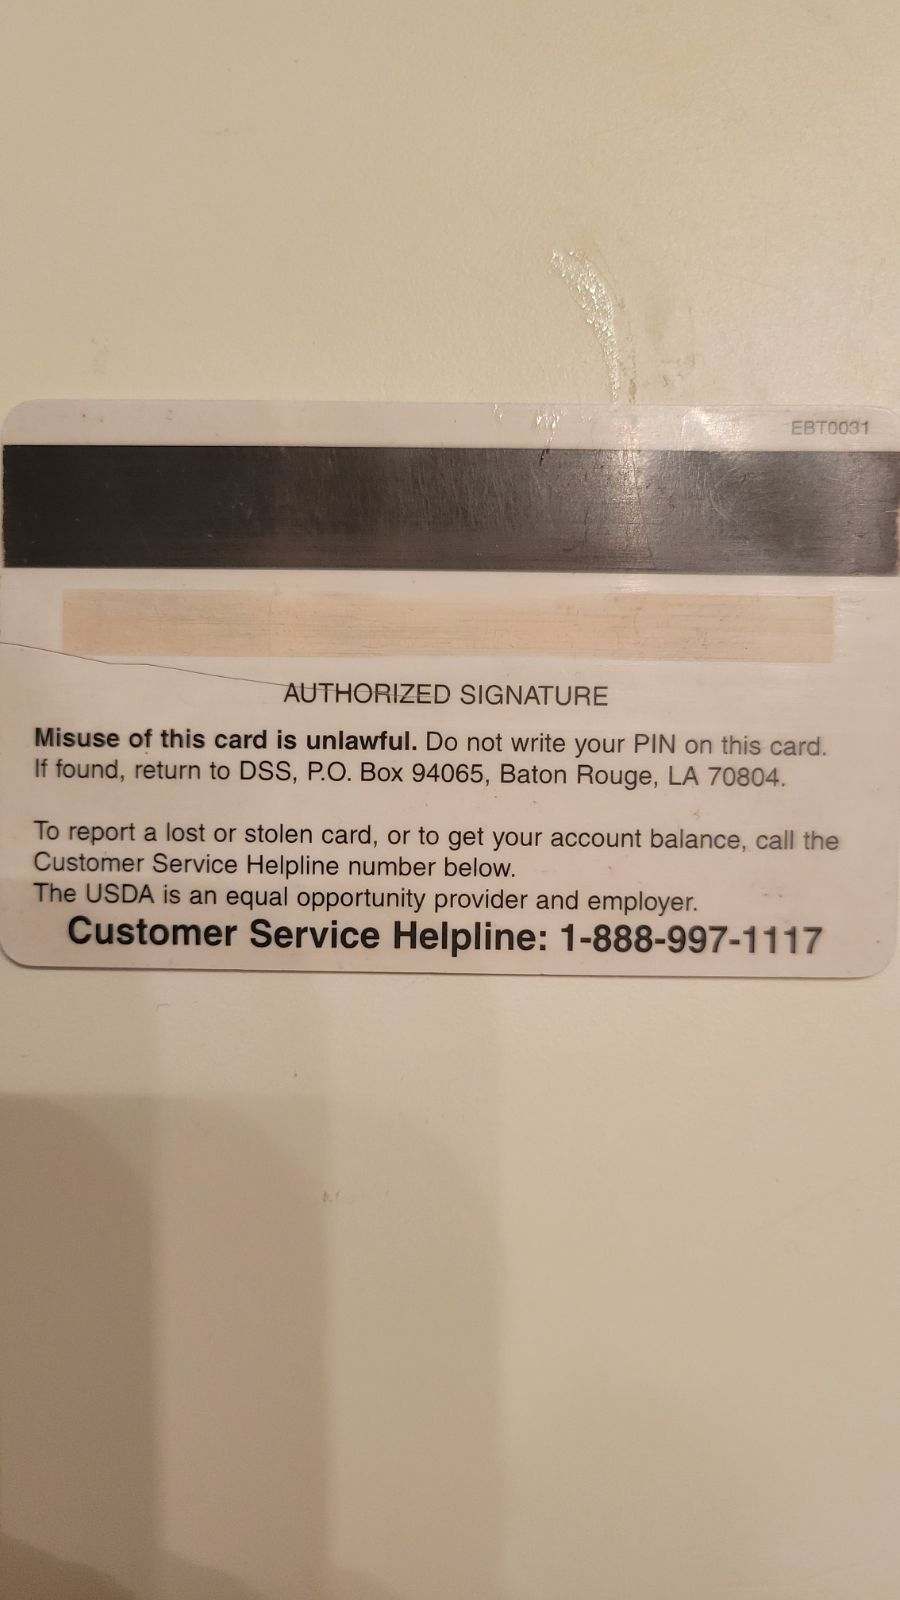 EBT0031
AUTHORIZED SIGNATURE
Misuse of this card is unlawful. Do not write your PIN on this card.
If found, return to DSS, P.O. Box 94065, Baton Rouge, LA 70804.
To report a lost or stolen card, or to get your account balance, call the
Customer Service Helpline number below.
The USDA is an equal opportunity provider and employer.
Customer Service Helpline: 1-888-997-1117